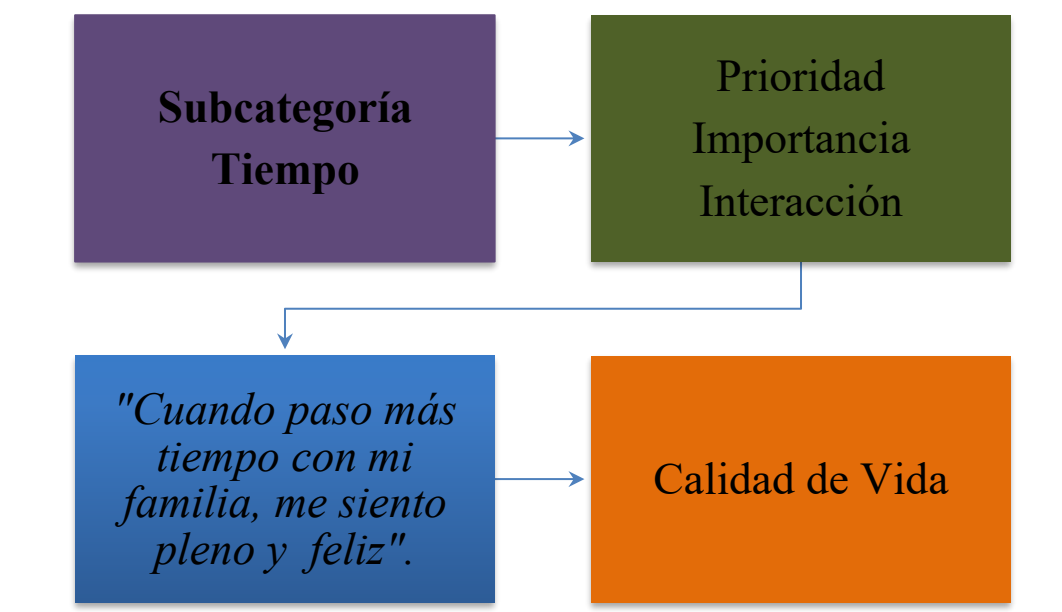 Subcategoría
Tiempo
Prioridad
Importancia
Interacción
"Cuando paso más
tiempo con mi
familia, me siento
pleno y  feliz".
Calidad de Vida